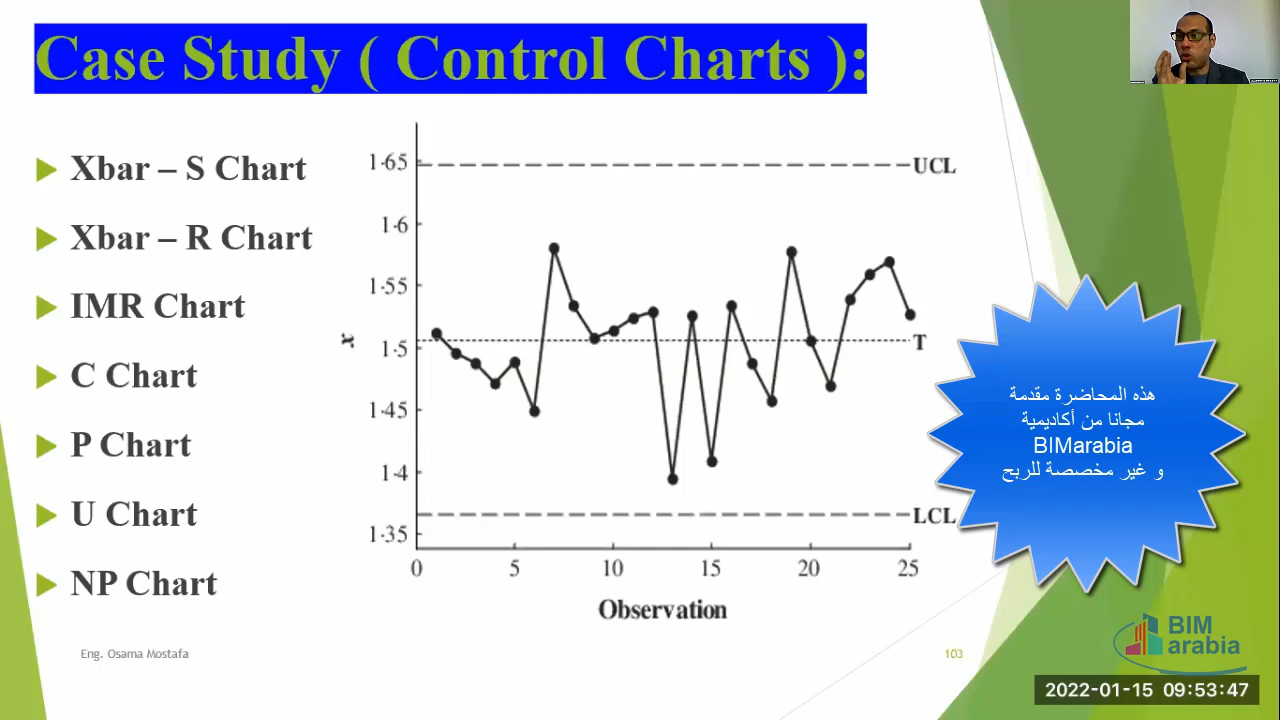 Case Study ( Control Charts ):
Xbar – S Chart
Xbar – R Chart
IMR Chart
C Chart
P Chart
U Chart
NP Chart
1·65
1·6
1·55
1·5
1·45
1·4
1·35
x
UCL
T
LCL
0 5 10 15 20 25
Observation
هذه المحاضرة مقدمة
مجانا من أكاديمية
BIMarabia
و غير مخصصة للربح
Eng. Osama Mostafa
103
BIM
arabia
2022-01-15 09:53:47